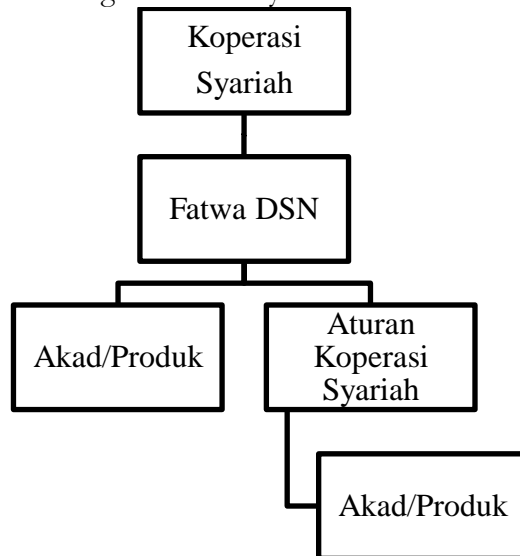 Koperasi
Syariah
Fatwa DSN
Akad/Produk
Aturan
Koperasi
Syariah
Akad/Produk